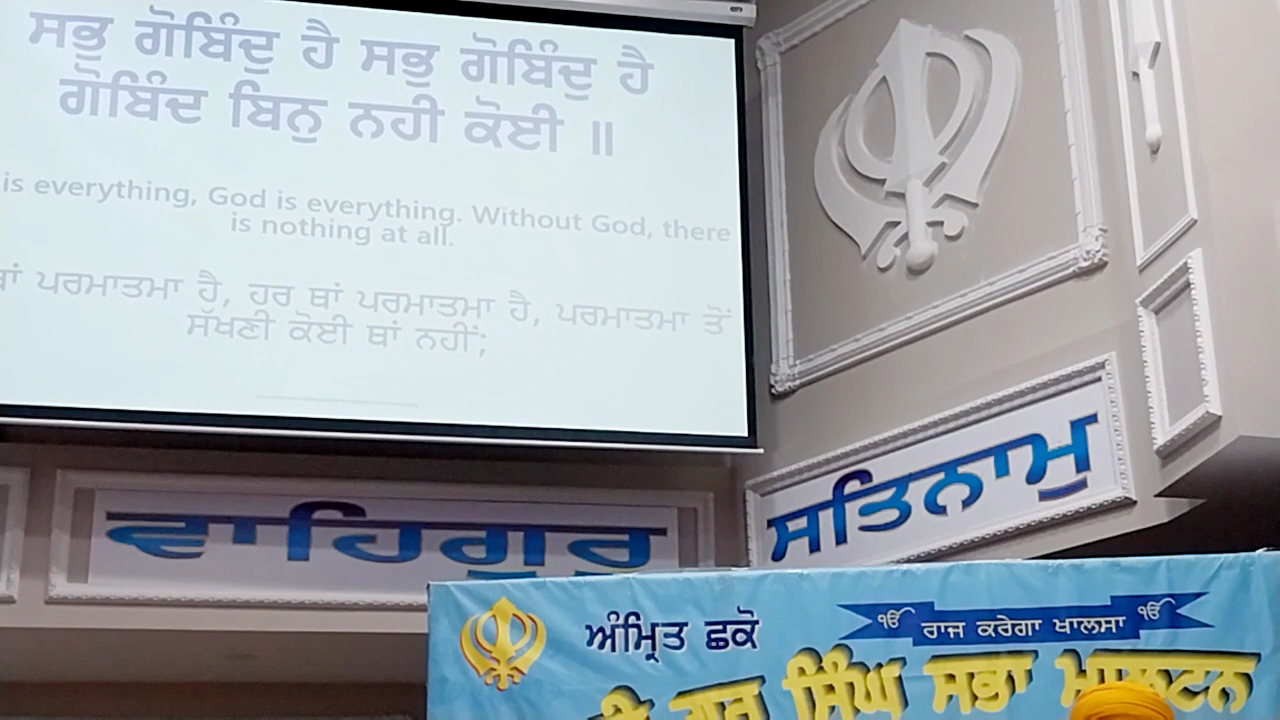 ਸਭੁ ਗੋਬਿੰਦੁ ਹੈ ਸਭੁ ਗੋਬਿੰਦੁ ਹੈ
ਗੋਬਿੰਦ ਬਿਨੁ ਨਹੀ ਕੋਈ ॥
is everything, God is everything. Without God, there
is nothing at all.
ਪਰਮਾਤਮਾ ਹੈ, ਹਰ ਥਾਂ ਪਰਮਾਤਮਾ ਹੈ, ਪਰਮਾਤਮਾ ਤੋਂ
ਸੱਖਣੀ ਕੋਈ ਥਾਂ ਨਹੀਂ;
ਵਾਹਿਗੁਰੂ
ਸਤਿਨਾਮੁ
ਅੰਮ੍ਰਿਤ ਛਕੋ
ੴ ਰਾਜ ਕਰੇਗਾ ਖਾਲਸਾ ੴ
ਸਿੰਘ ਸਭਾ ਮਾਲਟਨ